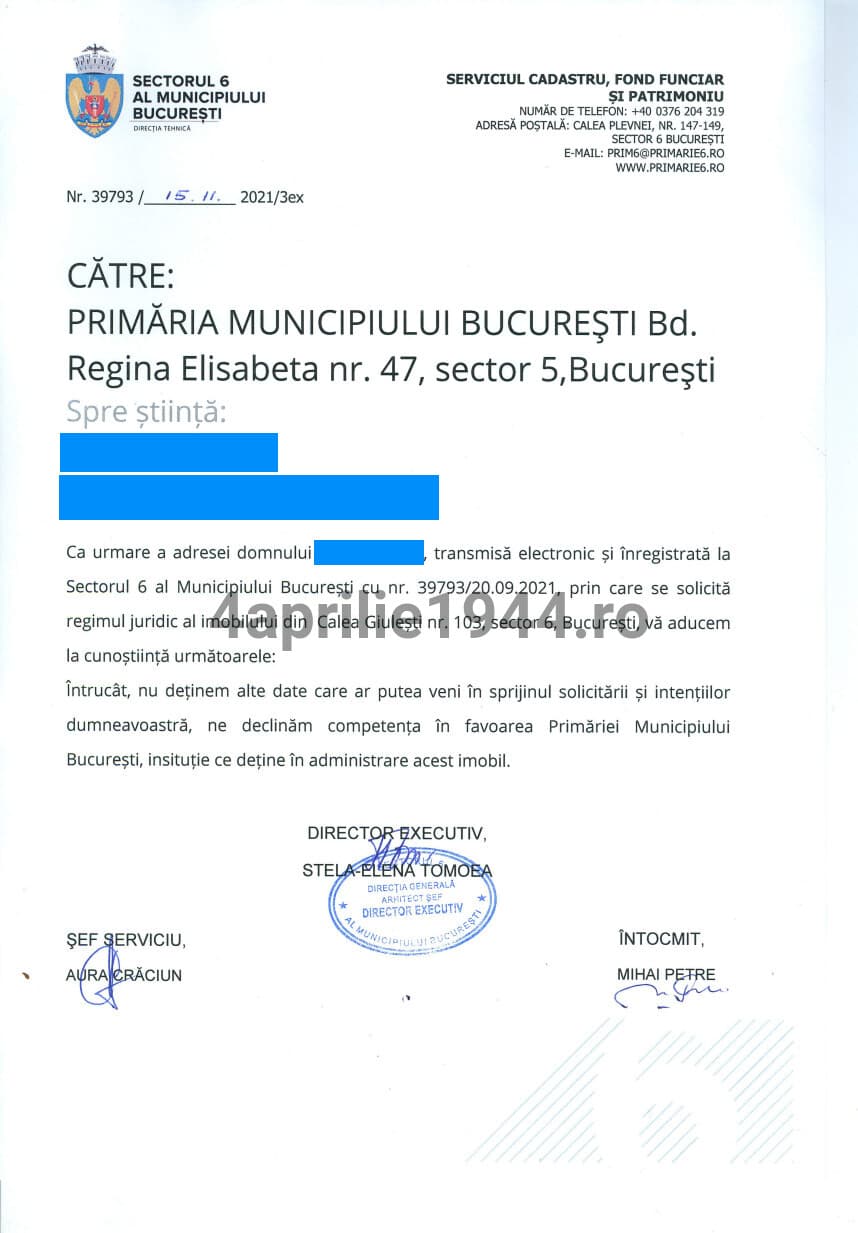 SECTORUL 6
AL MUNICIPIULUI
BUCUREȘTI
DIRECȚIA TEHNICĂ
SERVICIUL CADASTRU, FOND FUNCIAR
ȘI PATRIMONIU
NUMĂR DE TELEFON: +40 0376 204 319
ADRESĂ POȘTALĂ: CALEA PLEVNEI, NR. 147-149,
SECTOR 6 BUCUREȘTI
E-MAIL: PRIM6@PRIMARIE6.RO
WWW.PRIMARIE6.RO
Nr. 39793 / 15. 11. 2021/3ex
CĂTRE:
PRIMĂRIA MUNICIPIULUI BUCUREŞTI Bd.
Regina Elisabeta nr. 47, sector 5,Bucureşti
Spre știință:
Ca urmare a adresei domnului , transmisă electronic și înregistrată la
Sectorul 6 al Municipiului București cu nr. 39793/20.09.2021, prin care se solicită
regimul juridic al imobilului din Calea Giulești nr. 103, sector 6, București, vă aducem
la cunoștiință următoarele:
4aprilie1944.ro
Întrucât, nu deținem alte date care ar putea veni în sprijinul solicitării și intențiilor
dumneavoastră, ne declinăm competența în favoarea Primăriei Municipiului
București, insituție ce deține în administrare acest imobil.
DIRECTOR EXECUTIV,
STELA-ELENA TOMOEA
DIRECȚIA GENERALĂ
ARHITECT ȘEF
DIRECTOR EXECUTIV
AL MUNICIPIULUI BUCUREȘTI
ŞEF SERVICIU,
AURA CRĂCIUN
ÎNTOCMIT,
MIHAI PETRE
6